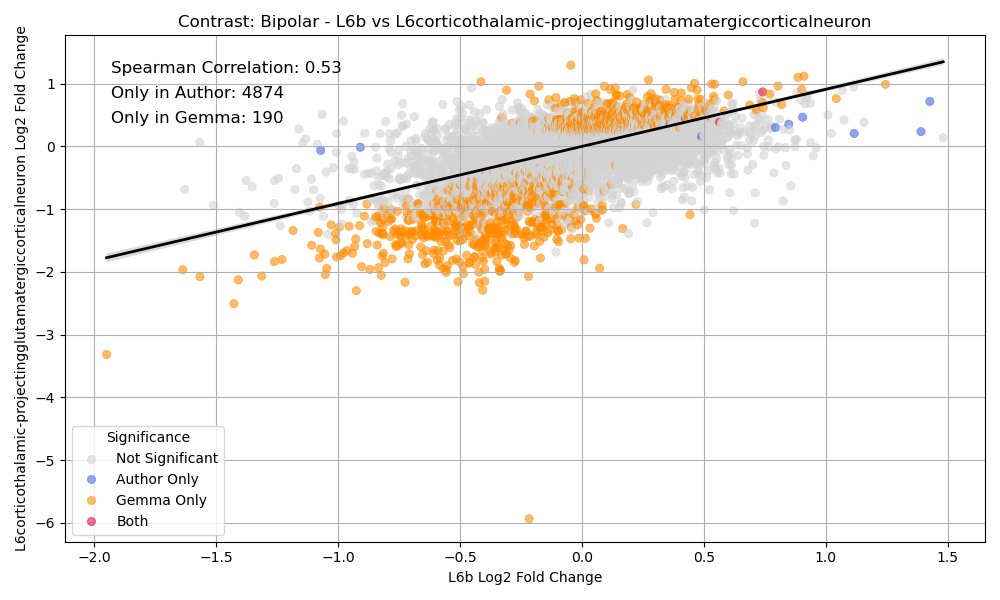 Contrast: Bipolar - L6b vs L6corticothalamic-projectingglutamatergiccorticalneuron
Spearman Correlation: 0.53
Only in Author: 4874
Only in Gemma: 190
L6corticothalamic-projectingglutamatergiccorticalneuron Log2 Fold Change
1
0
−1
−2
−3
−4
−5
−6
Significance
Not Significant
Author Only
Gemma Only
Both
−2.0 −1.5 −1.0 −0.5 0.0 0.5 1.0 1.5
L6b Log2 Fold Change